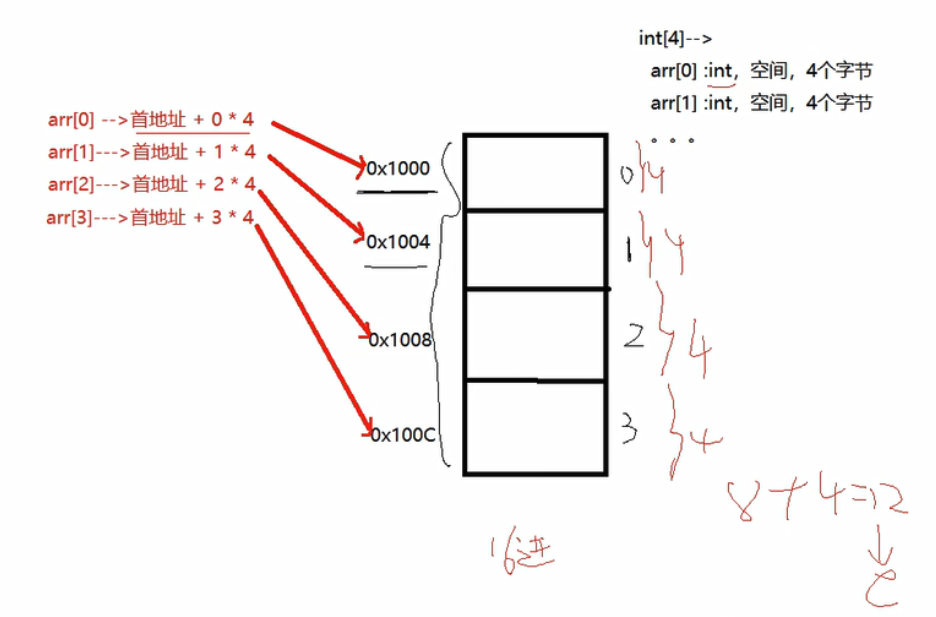 int[4]-->
arr[0] :int，空间，4个字节
arr[1] :int，空间，4个字节
。。。
arr[0] -->首地址 + 0 * 4
arr[1]--->首地址 + 1 * 4
arr[2]--->首地址 + 2 * 4
arr[3]--->首地址 + 3 * 4
0x1000
0 4
0x1004
1 4
0x1008
2 4
0x100C
3 4
8+4=12
C
16进